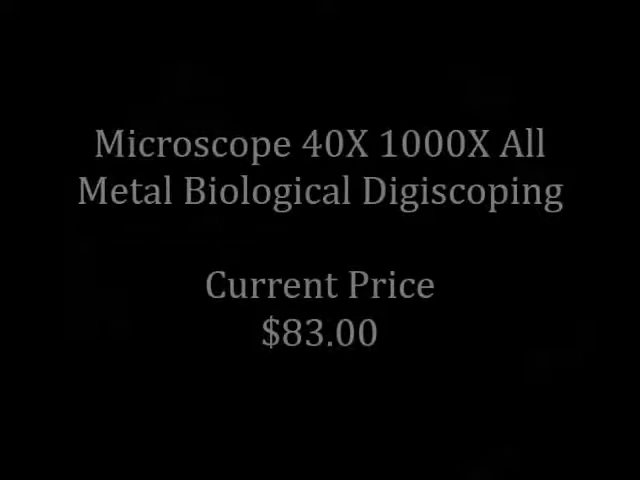 Microscope 40X 1000X All
Metal Biological Digiscoping
Current Price
$83.00